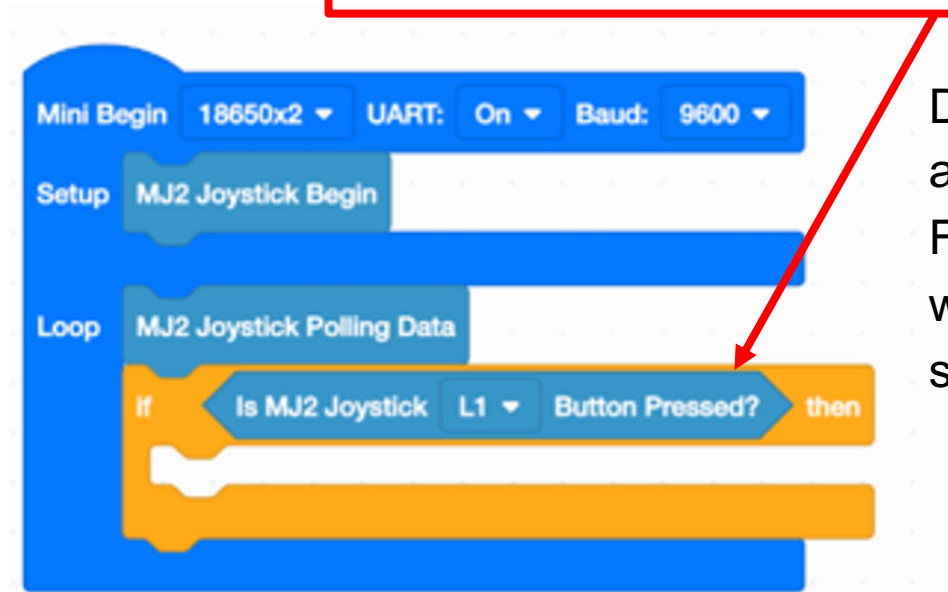 Mini Begin 18650x2 UART: On Baud: 9600
Setup MJ2 Joystick Begin
Loop MJ2 Joystick Polling Data
if Is MJ2 Joystick L1 Button Pressed? then